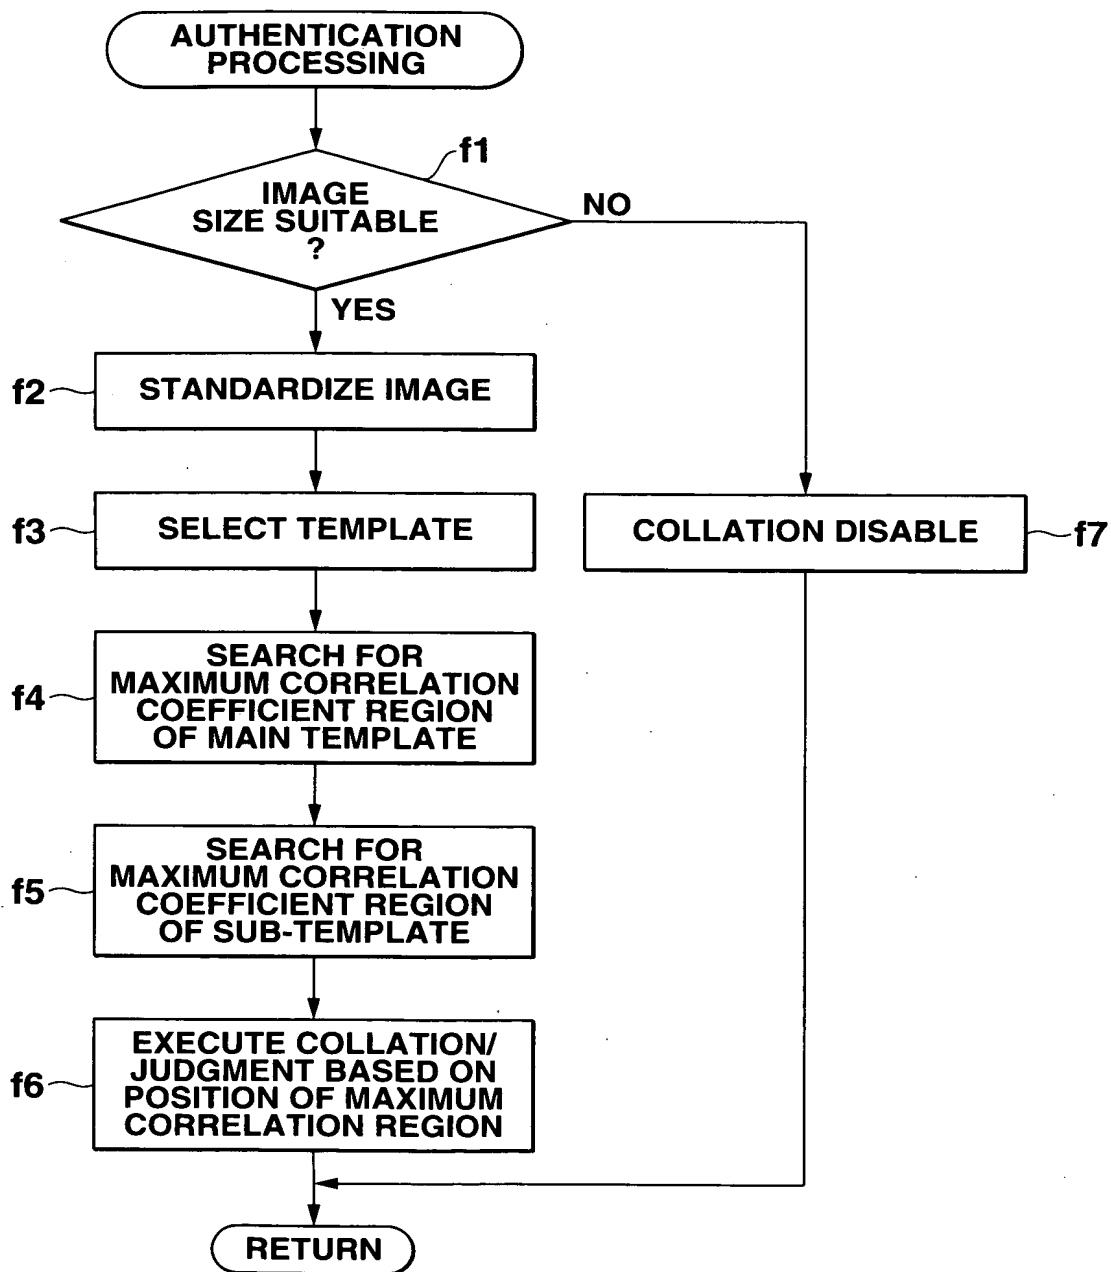 AUTHENTICATION
PROCESSING
f1
IMAGE
SIZE SUITABLE
?
NO
YES
f2
STANDARDIZE IMAGE
f3
SELECT TEMPLATE
COLLATION DISABLE
f7
f4
SEARCH FOR
MAXIMUM CORRELATION
COEFFICIENT REGION
OF MAIN TEMPLATE
f5
SEARCH FOR
MAXIMUM CORRELATION
COEFFICIENT REGION
OF SUB-TEMPLATE
f6
EXECUTE COLLATION/
JUDGMENT BASED ON
POSITION OF MAXIMUM
CORRELATION REGION
RETURN